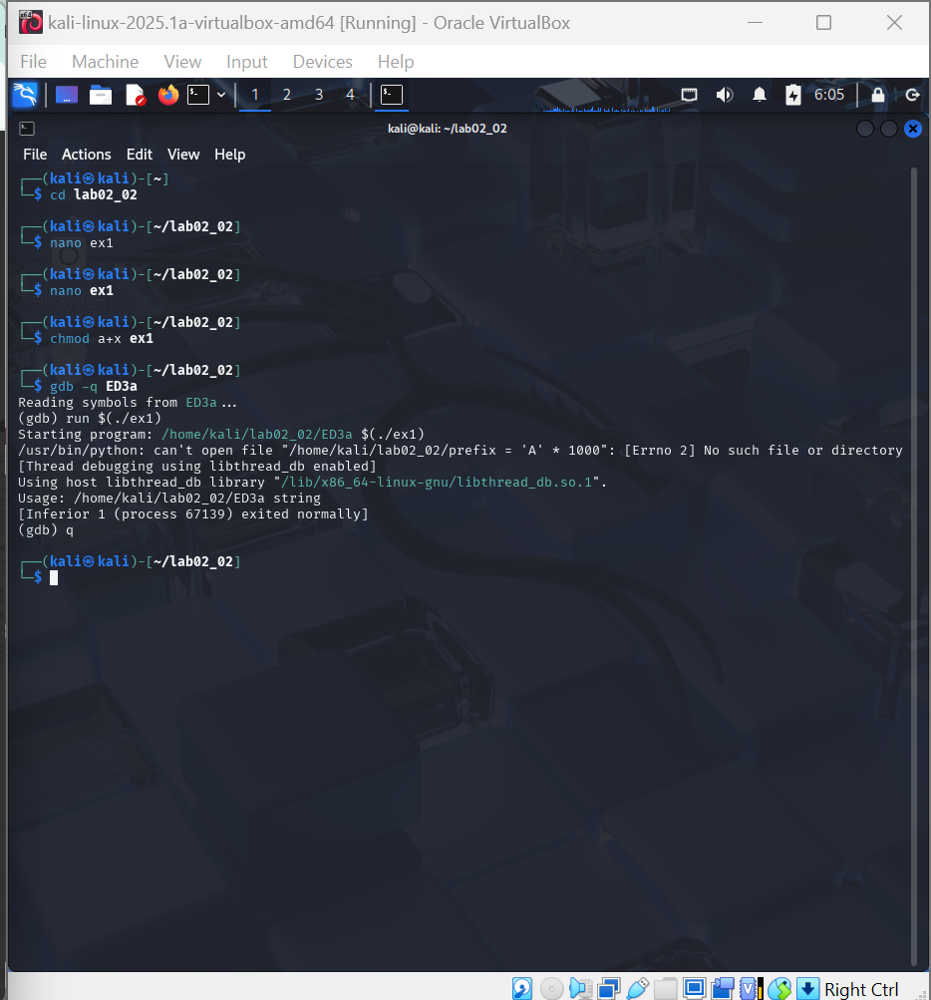 kali-linux-2025.1a-virtualbox-amd64 [Running] - Oracle VirtualBox
File Machine View Input Devices Help
1 2 3 4 6:05
kali@kali: ~/lab02_02
File Actions Edit View Help
┌──(kali㉿kali)-[~]
└─$ cd lab02_02
┌──(kali㉿kali)-[~/lab02_02]
└─$ nano ex1
┌──(kali㉿kali)-[~/lab02_02]
└─$ nano ex1
┌──(kali㉿kali)-[~/lab02_02]
└─$ chmod a+x ex1
┌──(kali㉿kali)-[~/lab02_02]
└─$ gdb -q ED3a
Reading symbols from ED3a...
(gdb) run $(./ex1)
Starting program: /home/kali/lab02_02/ED3a $(./ex1)
/usr/bin/python: can't open file "/home/kali/lab02_02/prefix = 'A' * 1000": [Errno 2] No such file or directory
[Thread debugging using libthread_db enabled]
Using host libthread_db library "/lib/x86_64-linux-gnu/libthread_db.so.1".
Usage: /home/kali/lab02_02/ED3a string
[Inferior 1 (process 67139) exited normally]
(gdb) q
┌──(kali㉿kali)-[~/lab02_02]
└─$
Right Ctrl